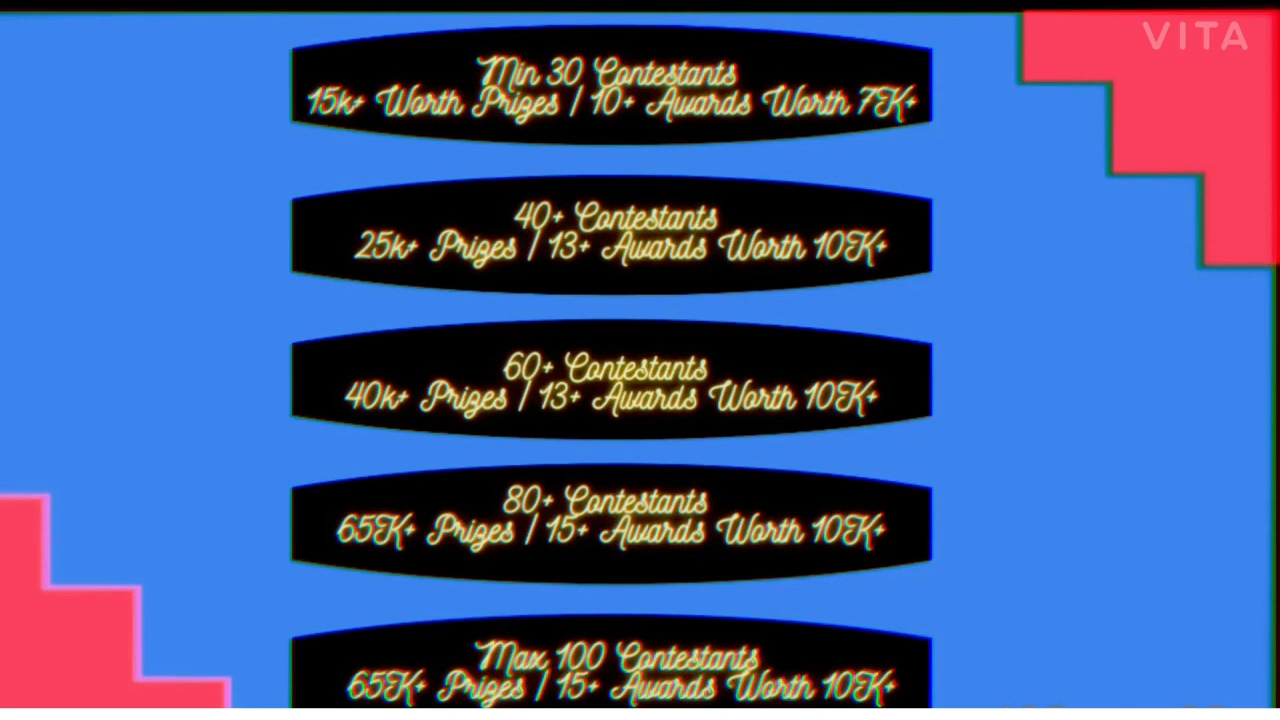 VITA
Min 30 Contestants
15k+ Worth Prizes / 10+ Awards Worth 7K+
40+ Contestants
25k+ Prizes / 13+ Awards Worth 10K+
60+ Contestants
40k+ Prizes / 13+ Awards Worth 10K+
80+ Contestants
65K+ Prizes / 15+ Awards Worth 10K+
Max 100 Contestants
65K+ Prizes / 15+ Awards Worth 10K+